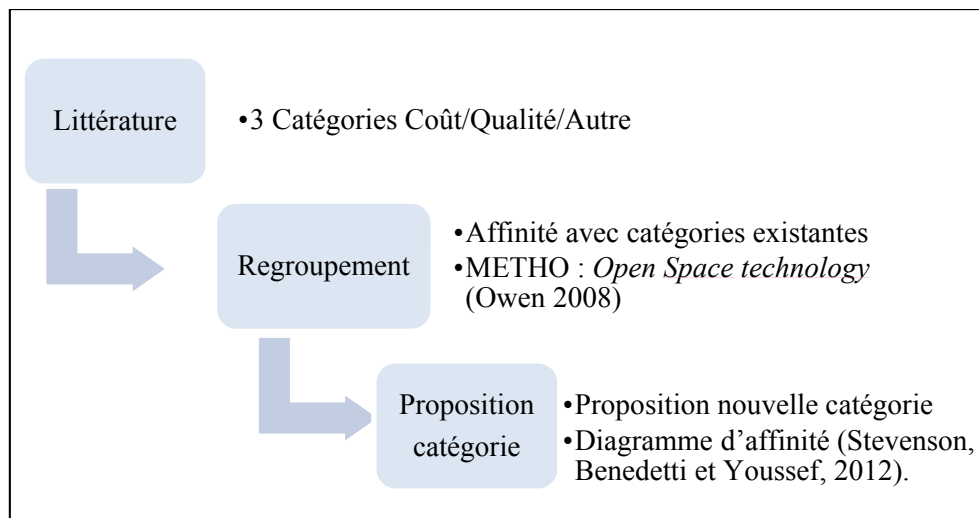 Littérature
•3 Catégories Coût/Qualité/Autre
Regroupement
•Affinité avec catégories existantes
•METHO : Open Space technology
(Owen 2008)
Proposition
catégorie
•Proposition nouvelle catégorie
•Diagramme d’affinité (Stevenson,
Benedetti et Youssef, 2012).